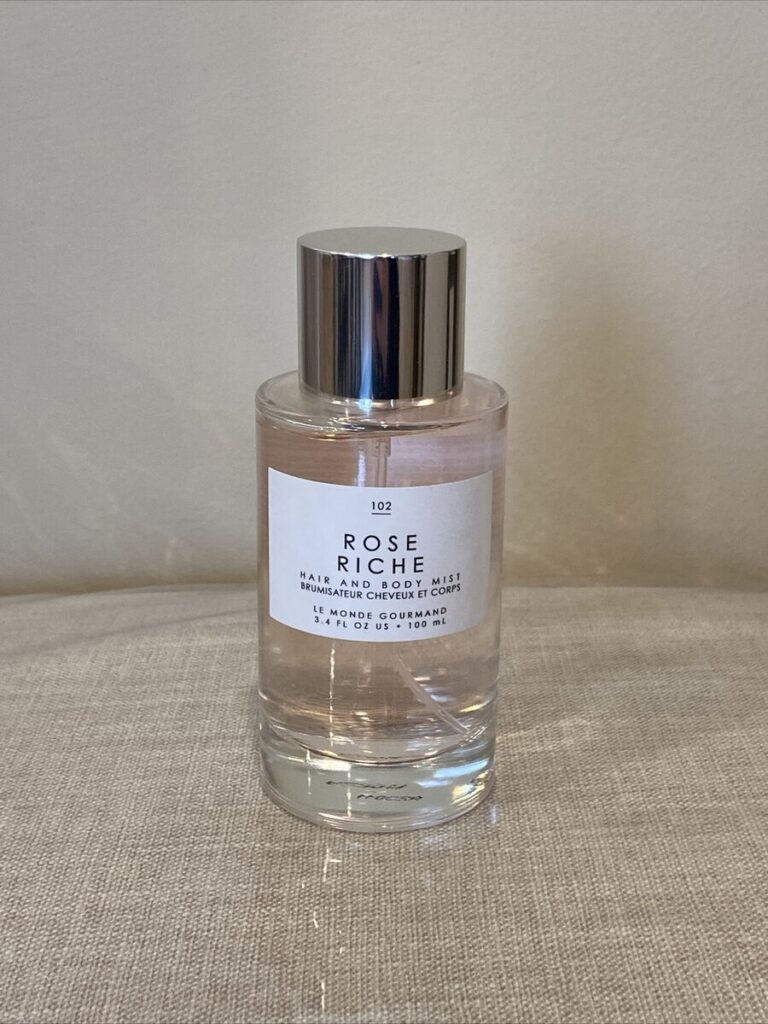 102
ROSE
RICHE
HAIR AND BODY MIST
BRUMISATEUR CHEVEUX ET CORPS
LE MONDE GOURMAND
3.4 FL OZ US • 100 mL